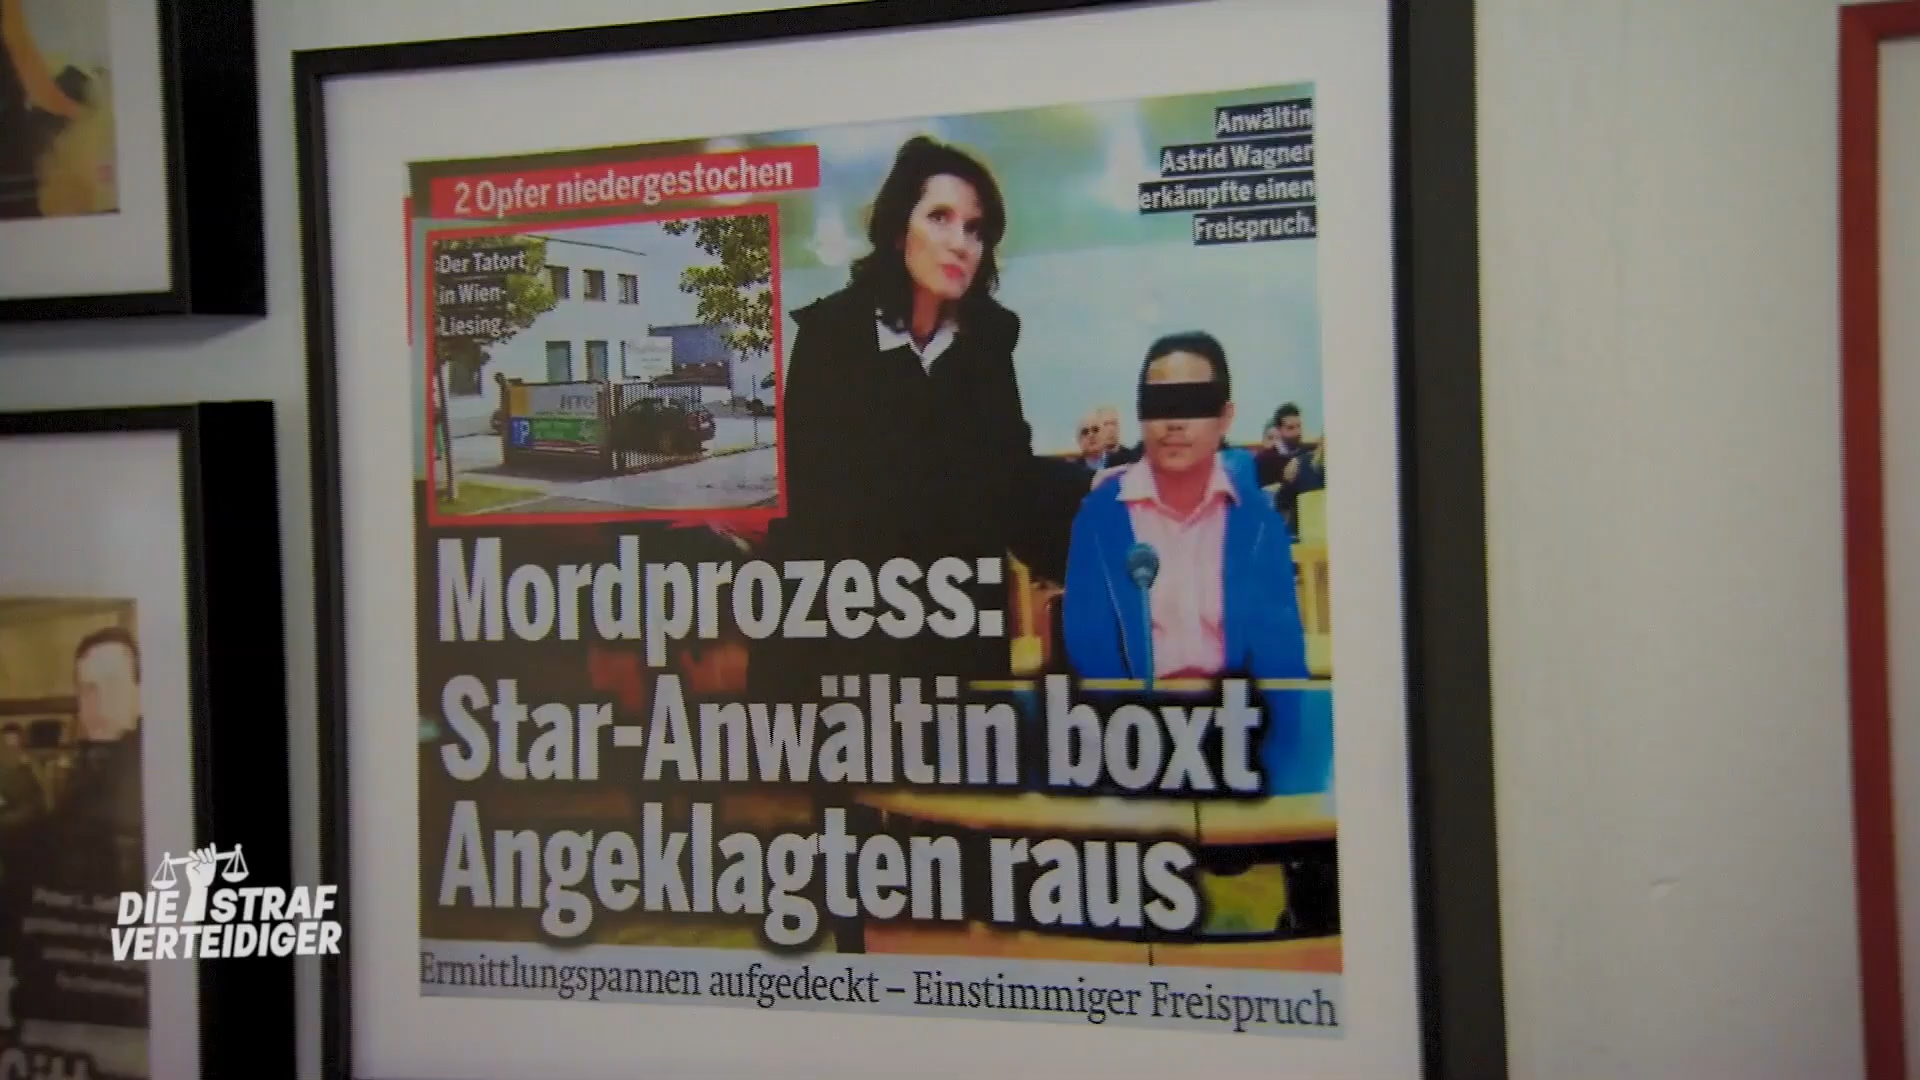 2 Opfer niedergestochen
Der Tatort
in Wien-
Liesing.
Anwältin
Astrid Wagner
erkämpfte einen
Freispruch.
HTC
P
Mordprozess:
Star-Anwältin boxt
Angeklagten raus
Ermittlungspannen aufgedeckt – Einstimmiger Freispruch
DIE STRAF
VERTEIDIGER